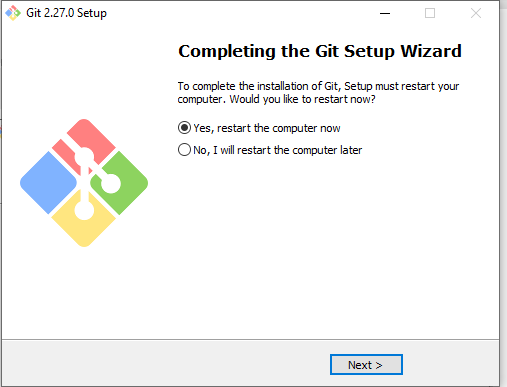 Git 2.27.0 Setup
Completing the Git Setup Wizard
To complete the installation of Git, Setup must restart your
computer. Would you like to restart now?
Yes, restart the computer now
No, I will restart the computer later
Next >